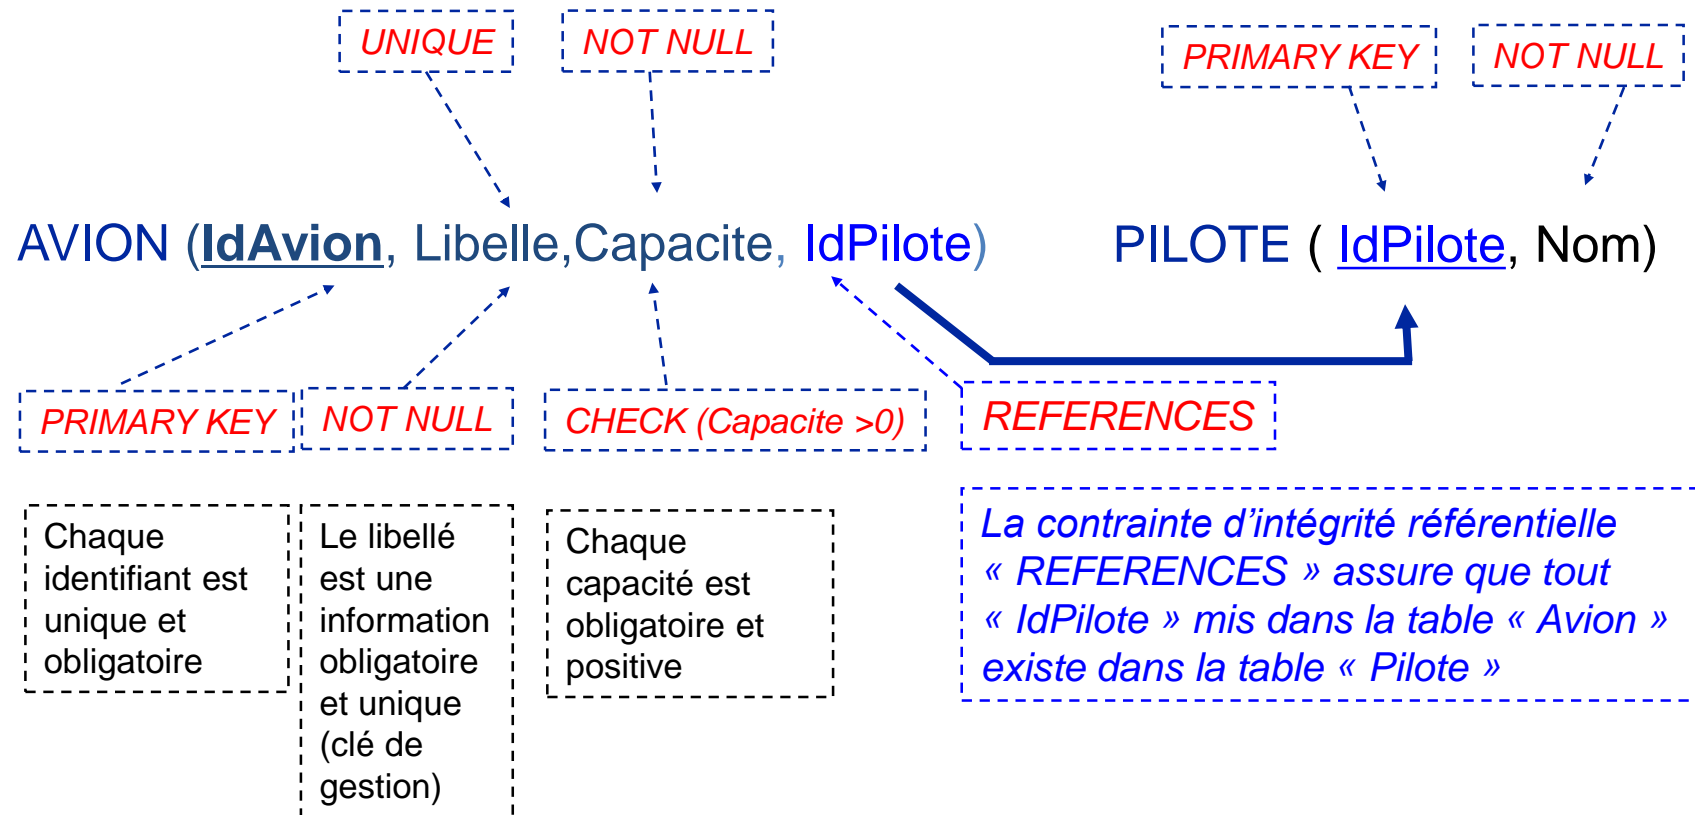 UNIQUE
NOT NULL
PRIMARY KEY
NOT NULL
AVION (IdAvion, Libelle,Capacite, IdPilote)
PILOTE ( IdPilote, Nom)
PRIMARY KEY
NOT NULL
CHECK (Capacite >0)
REFERENCES
Chaque
identifiant est
unique et
obligatoire
Le libellé
est une
information
obligatoire
et unique
(clé de
gestion)
Chaque
capacité est
obligatoire et
positive
La contrainte d’intégrité référentielle
« REFERENCES » assure que tout
« IdPilote » mis dans la table « Avion »
existe dans la table « Pilote »